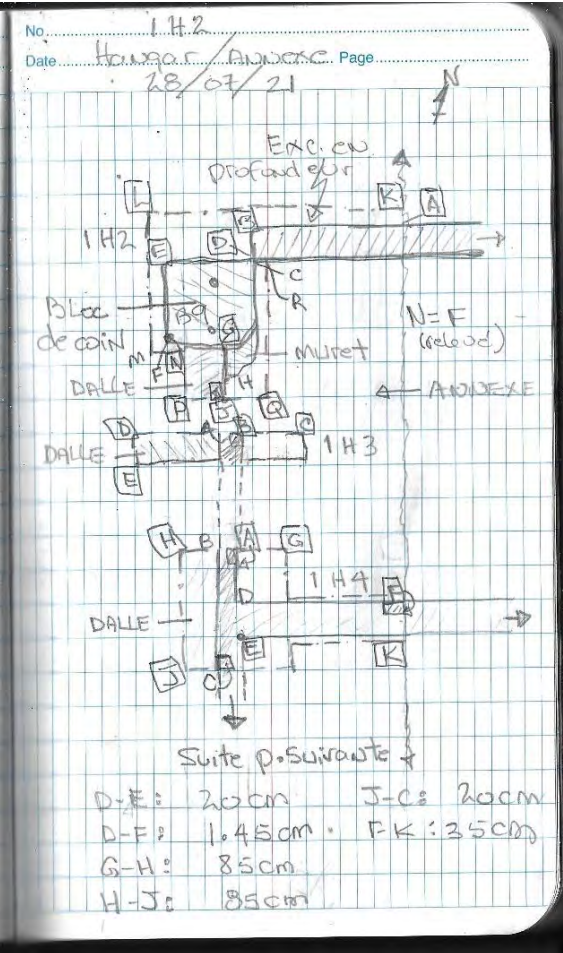 No. 1H2
Date Hangar/Annexe Page
28/07/21
N
Exc. en
profondeur
L
K
A
B
1H2
E
D
C
R
Bloc
de coin
B9
G
N=F
(relevé)
M
F
N
muret
DALLE
H
ANNEXE
P
J
Q
D
A
B
C
DALLE
1H3
E
H
B
A
G
1H4
D
F
DALLE
E
J
C
K
Suite p. suivante
D-E: 20cm J-C: 20cm
D-F: 1.45cm. FK: 35cm
G-H: 85cm
H-J: 85cm